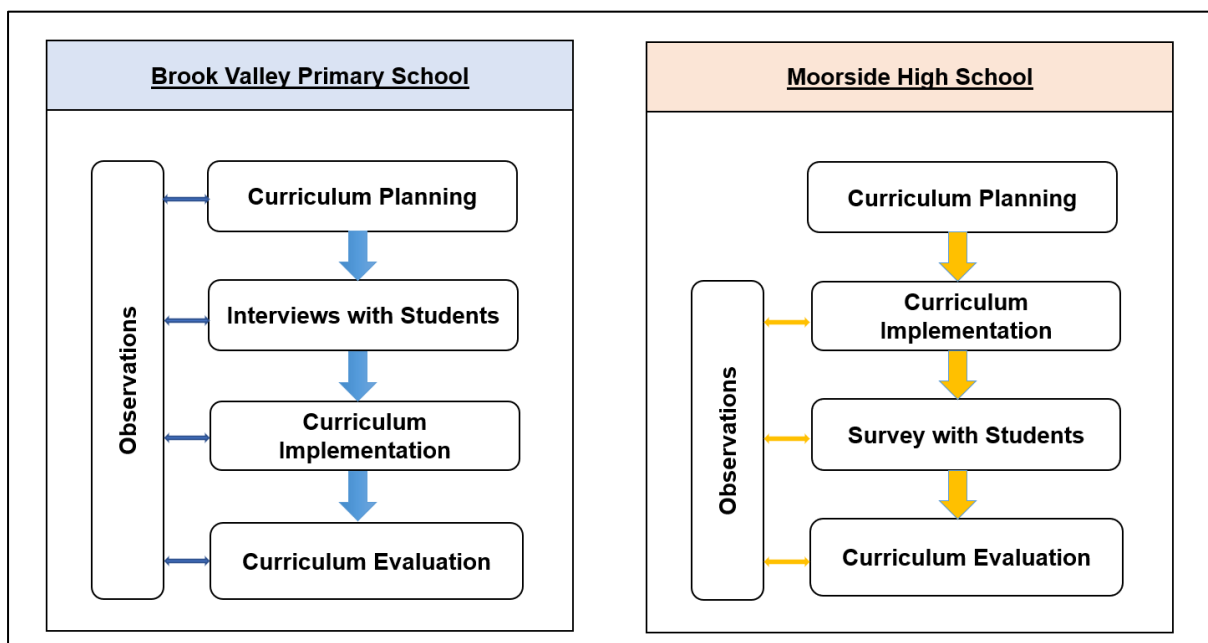 Brook Valley Primary School
Observations
Curriculum Planning
Interviews with Students
Curriculum
Implementation
Curriculum Evaluation
Moorside High School
Observations
Curriculum Planning
Curriculum
Implementation
Survey with Students
Curriculum Evaluation